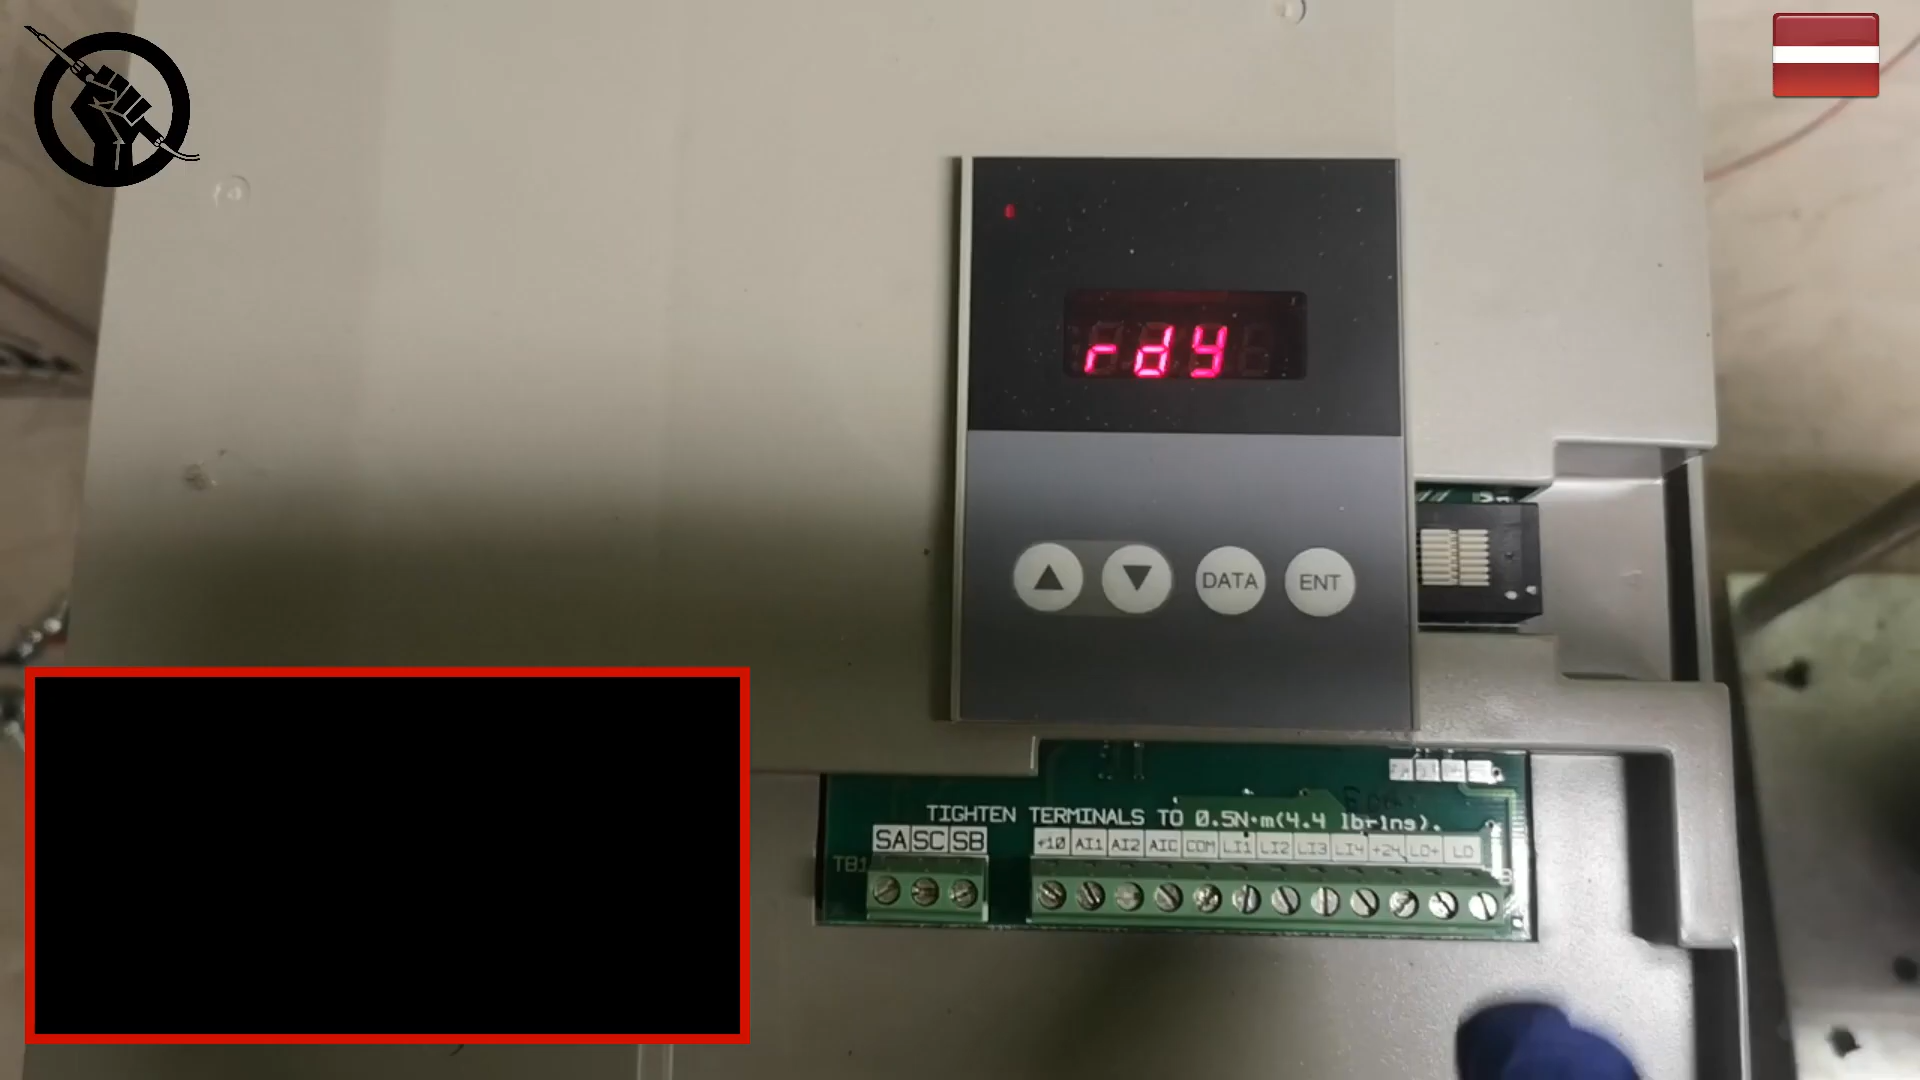 rdy
DATA ENT
TIGHTEN TERMINALS TO 0.5N·m(4.4 lb-ins).
SA SC SB
+10 AI1 AI2 AIC COM LI1 LI2 LI3 LI4 +24 LO+ LO
TB1